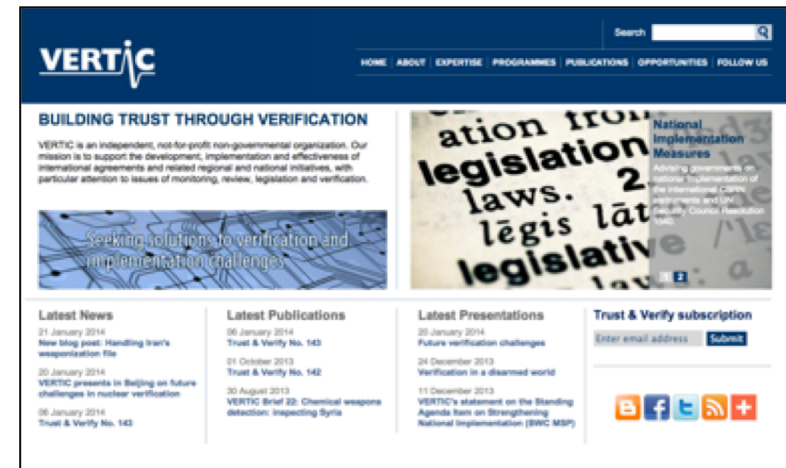 Search
VERTIC
HOME ABOUT EXPERTISE PROGRAMMES PUBLICATIONS OPPORTUNITIES FOLLOW US
BUILDING TRUST THROUGH VERIFICATION
VERTIC is an independent, not-for-profit non-governmental organization. Our
mission is to support the development, implementation and effectiveness of
international agreements and related regional and national initiatives, with
particular attention to issues of monitoring, review, legislation and verification.
Seeking solutions to verification and
implementation challenges
ation from
legislation
laws. 2
lēgis lāt
legislative /'le
law : a
National
Implementation
Measures
Advising governments on
national implementation of
the international CBRN
instruments and UN
Security Council Resolution
1540.
1 2
Latest News
21 January 2014
New blog post: Handling Iran's
weaponization file
20 January 2014
VERTIC presents in Beijing on future
challenges in nuclear verification
06 January 2014
Trust & Verify No. 143
Latest Publications
06 January 2014
Trust & Verify No. 143
01 October 2013
Trust & Verify No. 142
30 August 2013
VERTIC Brief 22: Chemical weapons
detection: inspecting Syria
Latest Presentations
20 January 2014
Future verification challenges
24 December 2013
Verification in a disarmed world
11 December 2013
VERTIC's statement on the Standing
Agenda Item on Strengthening
National Implementation (BWC MSP)
Trust & Verify subscription
Enter email address Submit